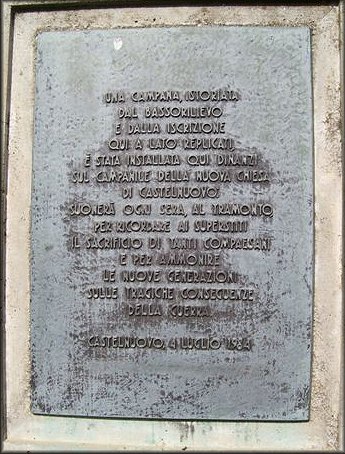 UNA CAMPANA, ISTORIATA
DAL BASSORILIEVO
E DALLA ISCRIZIONE
QUI A LATO REPLICATI,
È STATA INSTALLATA QUI DINANZI
SUL CAMPANILE DELLA NUOVA CHIESA
DI CASTELNUOVO:
SUONERÀ OGNI SERA, AL TRAMONTO,
PER RICORDARE AI SUPERSTITI
IL SACRIFICIO DI TANTI COMPAESANI
E PER AMMONIRE
LE NUOVE GENERAZIONI
SULLE TRAGICHE CONSEGUENZE
DELLA GUERRA.
CASTELNUOVO, 4 LUGLIO 1984